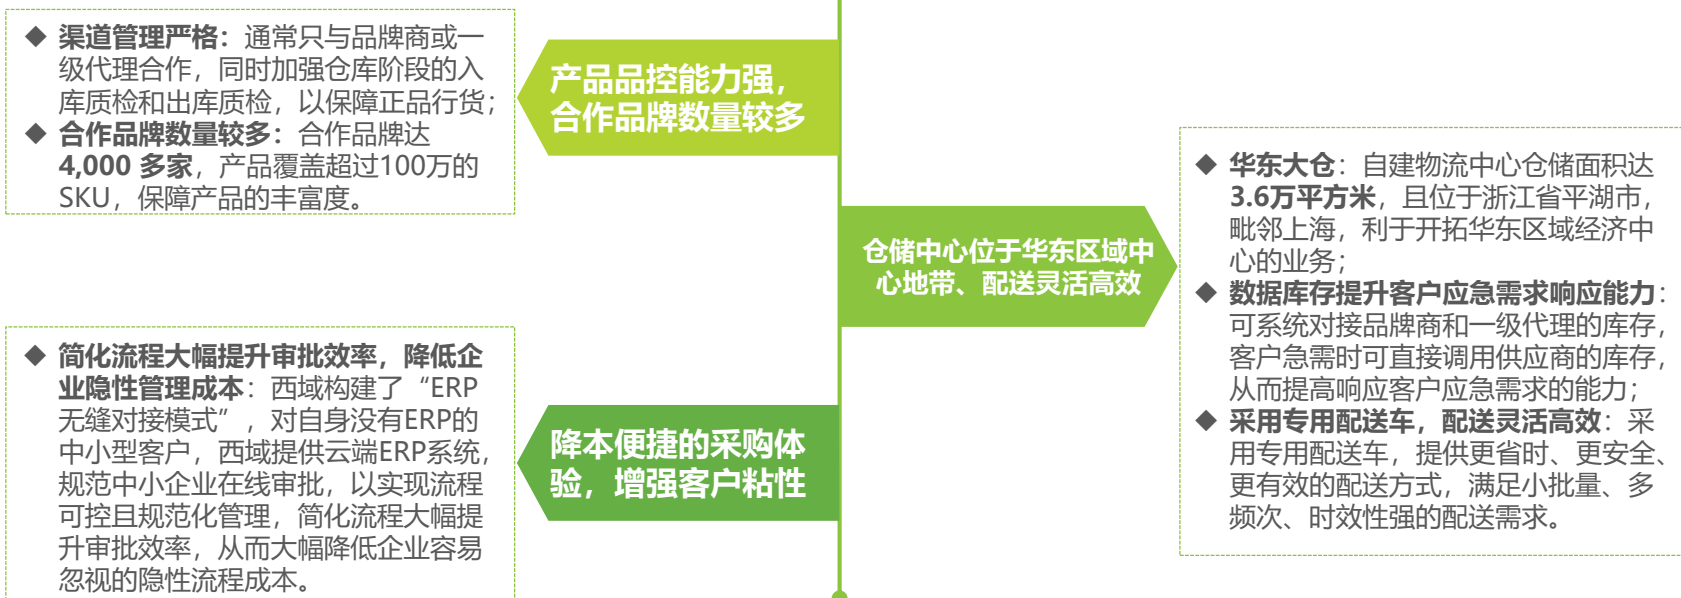 ◆ 渠道管理严格：通常只与品牌商或一
级代理合作，同时加强仓库阶段的入
库质检和出库质检，以保障正品行货；
◆ 合作品牌数量较多：合作品牌达
4,000 多家，产品覆盖超过100万的
SKU，保障产品的丰富度。
产品品控能力强，
合作品牌数量较多
仓储中心位于华东区域中
心地带、配送灵活高效
◆ 华东大仓：自建物流中心仓储面积达
3.6万平方米，且位于浙江省平湖市，
毗邻上海，利于开拓华东区域经济中
心的业务；
◆ 数据库存提升客户应急需求响应能力：
可系统对接品牌商和一级代理的库存，
客户急需时可直接调用供应商的库存，
从而提高响应客户应急需求的能力；
◆ 采用专用配送车，配送灵活高效：采
用专用配送车，提供更省时、更安全、
更有效的配送方式，满足小批量、多
频次、时效性强的配送需求。
◆ 简化流程大幅提升审批效率，降低企
业隐性管理成本：西域构建了“ERP
无缝对接模式”，对自身没有ERP的
中小型客户，西域提供云端ERP系统，
规范中小企业在线审批，以实现流程
可控且规范化管理，简化流程大幅提
升审批效率，从而大幅降低企业容易
忽视的隐性流程成本。
降本便捷的采购体
验，增强客户粘性